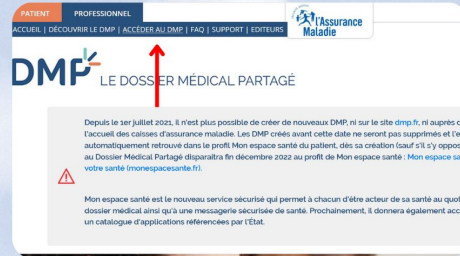 PATIENT PROFESSIONNEL
ACCUEIL | DÉCOUVRIR LE DMP | ACCÉDER AU DMP | FAQ | SUPPORT | EDITEURS
l'Assurance
Maladie
DMP LE DOSSIER MÉDICAL PARTAGÉ
Depuis le 1er juillet 2021, il n'est plus possible de créer de nouveaux DMP, ni sur le site dmp.fr, ni auprès d
l'accueil des caisses d'assurance maladie. Les DMP créés avant cette date ne seront pas supprimés et l'e
automatiquement retrouvé dans le profil Mon espace santé du patient, dès sa création (sauf s'il s'y oppos
au Dossier Médical Partagé disparaîtra fin décembre 2022 au profit de Mon espace santé : Mon espace sa
votre santé (monespacesante.fr).
Mon espace santé est le nouveau service sécurisé qui permet à chacun d'être acteur de sa santé au quot
dossier médical ainsi qu'à une messagerie sécurisée de santé. Prochainement, il donnera également acc
un catalogue d'applications référencées par l'État.